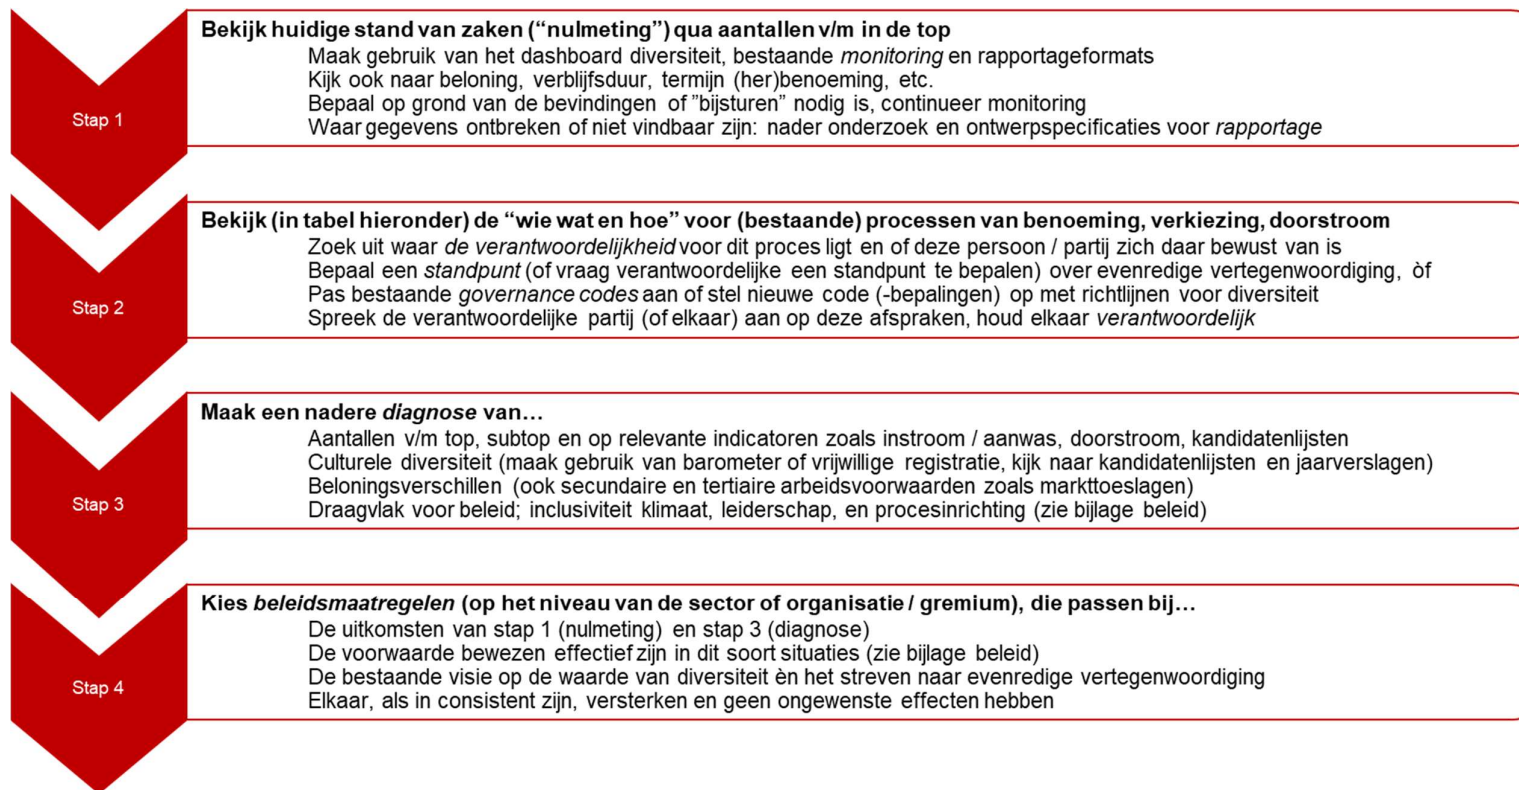 Stap 1
Bekijk huidige stand van zaken (“nulmeting”) qua aantallen v/m in de top
Maak gebruik van het dashboard diversiteit, bestaande monitoring en rapportageformats
Kijk ook naar beloning, verblijfsduur, termijn (her)benoeming, etc.
Bepaal op grond van de bevindingen of ”bijsturen” nodig is, continueer monitoring
Waar gegevens ontbreken of niet vindbaar zijn: nader onderzoek en ontwerpspecificaties voor rapportage
Stap 2
Bekijk (in tabel hieronder) de “wie wat en hoe” voor (bestaande) processen van benoeming, verkiezing, doorstroom
Zoek uit waar de verantwoordelijkheid voor dit proces ligt en of deze persoon / partij zich daar bewust van is
Bepaal een standpunt (of vraag verantwoordelijke een standpunt te bepalen) over evenredige vertegenwoordiging, òf
Pas bestaande governance codes aan of stel nieuwe code (-bepalingen) op met richtlijnen voor diversiteit
Spreek de verantwoordelijke partij (of elkaar) aan op deze afspraken, houd elkaar verantwoordelijk
Stap 3
Maak een nadere diagnose van…
Aantallen v/m top, subtop en op relevante indicatoren zoals instroom / aanwas, doorstroom, kandidatenlijsten
Culturele diversiteit (maak gebruik van barometer of vrijwillige registratie, kijk naar kandidatenlijsten en jaarverslagen)
Beloningsverschillen (ook secundaire en tertiaire arbeidsvoorwaarden zoals markttoeslagen)
Draagvlak voor beleid; inclusiviteit klimaat, leiderschap, en procesinrichting (zie bijlage beleid)
Stap 4
Kies beleidsmaatregelen (op het niveau van de sector of organisatie / gremium), die passen bij…
De uitkomsten van stap 1 (nulmeting) en stap 3 (diagnose)
De voorwaarde bewezen effectief zijn in dit soort situaties (zie bijlage beleid)
De bestaande visie op de waarde van diversiteit èn het streven naar evenredige vertegenwoordiging
Elkaar, als in consistent zijn, versterken en geen ongewenste effecten hebben